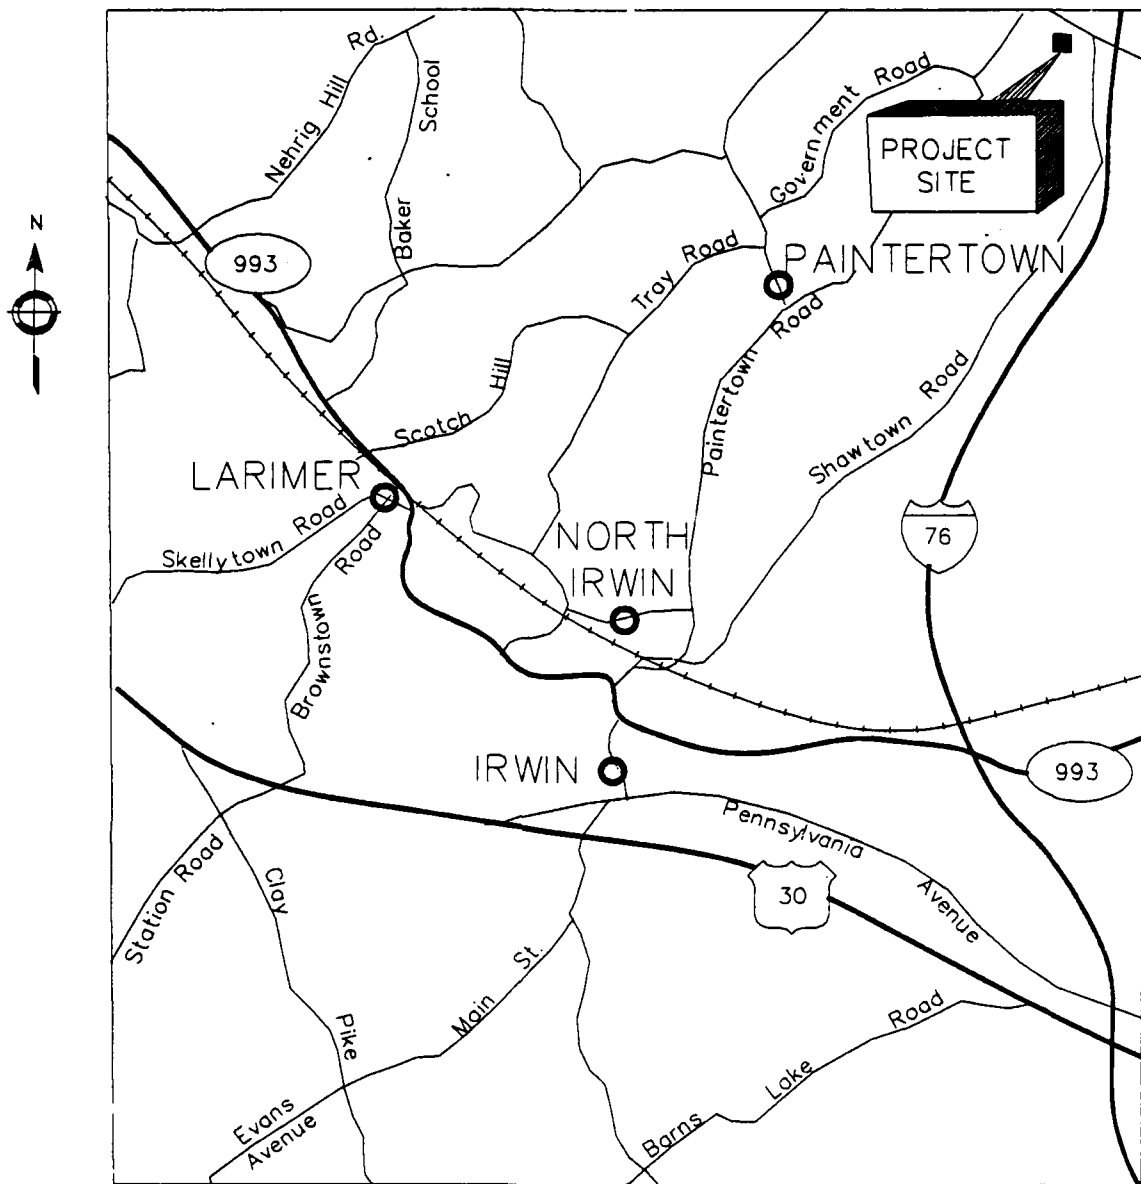 Nehrig Hill Rd.
Baker School
Government Road
PROJECT
SITE
N
993
PAINTERTOWN
Tray Road
Paintertown Road
Scotch Hill
Shawtown Road
LARIMER
Skellytown Road
Brownstown Road
NORTH
IRWIN
76
IRWIN
993
Pennsylvania Avenue
30
Station Road
Clay Pike
Main St.
Evans
Avenue
Barns Lake Road